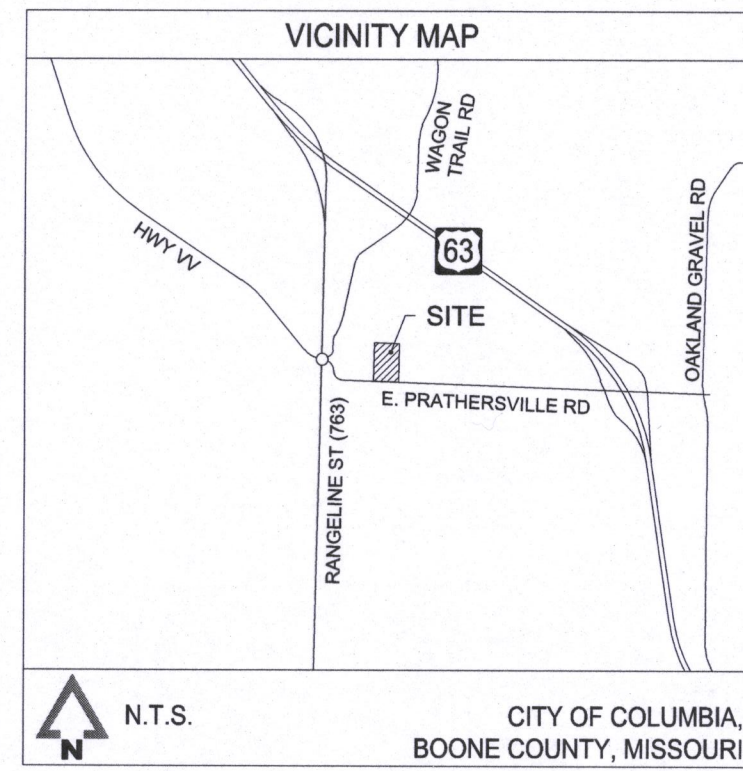 VICINITY MAP
WAGON
TRAIL RD
HWY VV
63
OAKLAND GRAVEL RD
SITE
E. PRATHERSVILLE RD
RANGELINE ST (763)
N
N.T.S.
CITY OF COLUMBIA,
BOONE COUNTY, MISSOURI